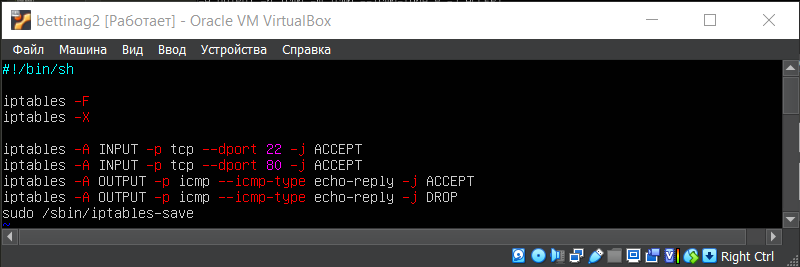 bettinag2 [Работает] - Oracle VM VirtualBox
Файл Машина Вид Ввод Устройства Справка
#!/bin/sh
iptables -F
iptables -X
iptables -A INPUT -p tcp --dport 22 -j ACCEPT
iptables -A INPUT -p tcp --dport 80 -j ACCEPT
iptables -A OUTPUT -p icmp --icmp-type echo-reply -j ACCEPT
iptables -A OUTPUT -p icmp --icmp-type echo-reply -j DROP
sudo /sbin/iptables-save
~
Right Ctrl